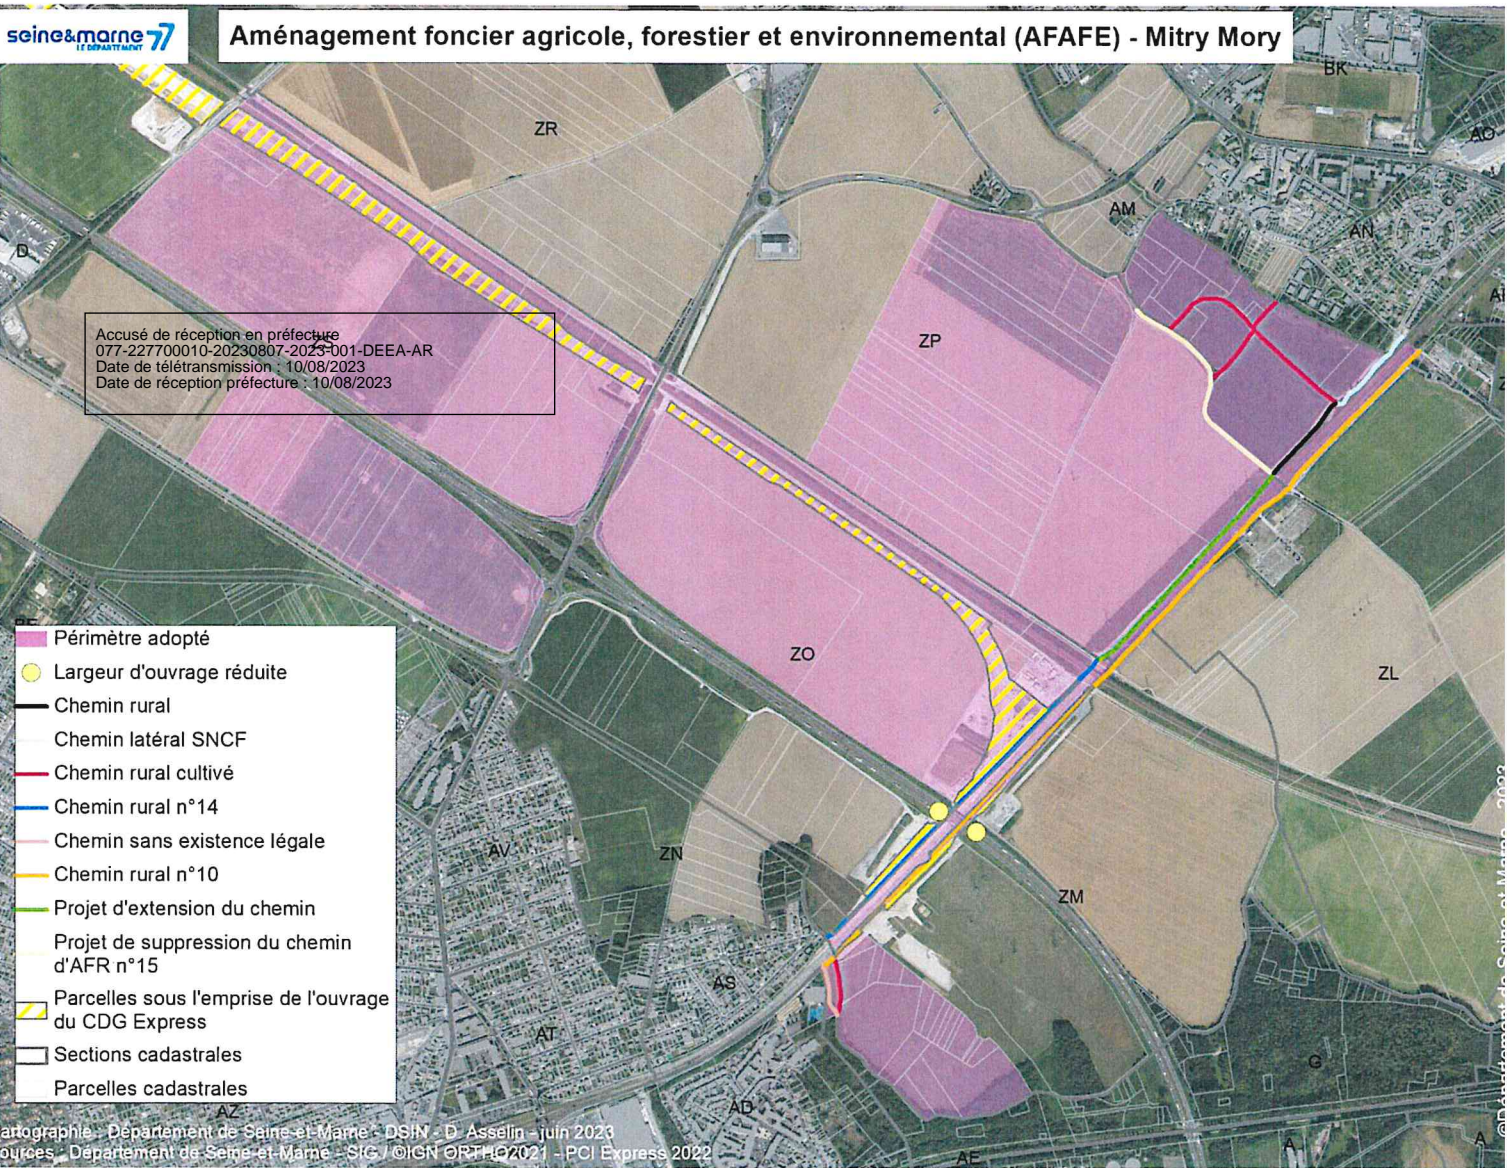 seine&marne 77
LE DÉPARTEMENT
Aménagement foncier agricole, forestier et environnemental (AFAFE) - Mitry Mory
BK
ZR
AO
AM
AN
D
ZP
Accusé de réception en préfecture
ZS
077-227700010-20230807-2023-001-DEEA-AR
Date de télétransmission : 10/08/2023
Date de réception préfecture : 10/08/2023
ZO
ZL
Périmètre adopté
Largeur d'ouvrage réduite
Chemin rural
Chemin latéral SNCF
Chemin rural cultivé
Chemin rural n°14
Chemin sans existence légale
Chemin rural n°10
Projet d'extension du chemin
Projet de suppression du chemin
d'AFR n°15
Parcelles sous l'emprise de l'ouvrage
du CDG Express
Sections cadastrales
Parcelles cadastrales
AV
ZN
ZM
AS
AT
G
AZ
AD
AE
A
A
artographie : Département de Seine-et-Marne - DSIN - D. Asselin - juin 2023
ources : Département de Seine-et-Marne - SIG / ©IGN ORTHO2021 - PCI Express 2022